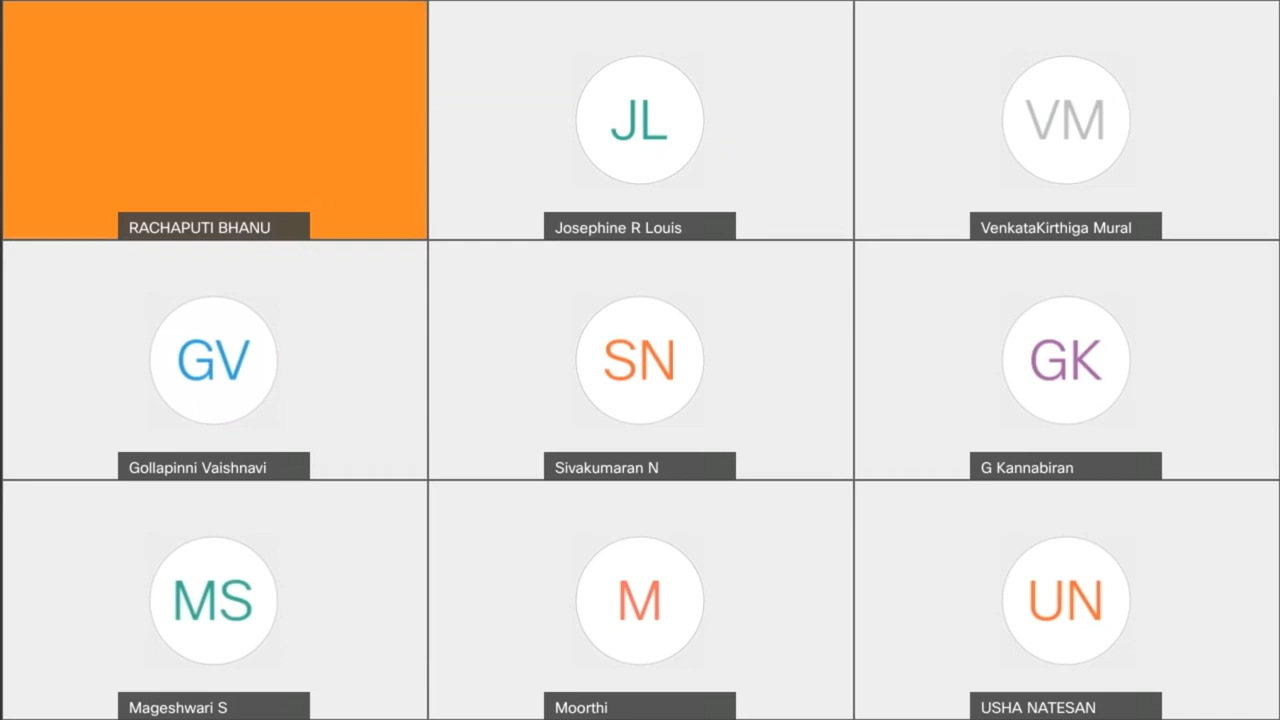 RACHAPUTI BHANU
JL
Josephine R Louis
VM
VenkataKirthiga Mural
GV
Gollapinni Vaishnavi
SN
Sivakumaran N
GK
G Kannabiran
MS
Mageshwari S
M
Moorthi
UN
USHA NATESAN